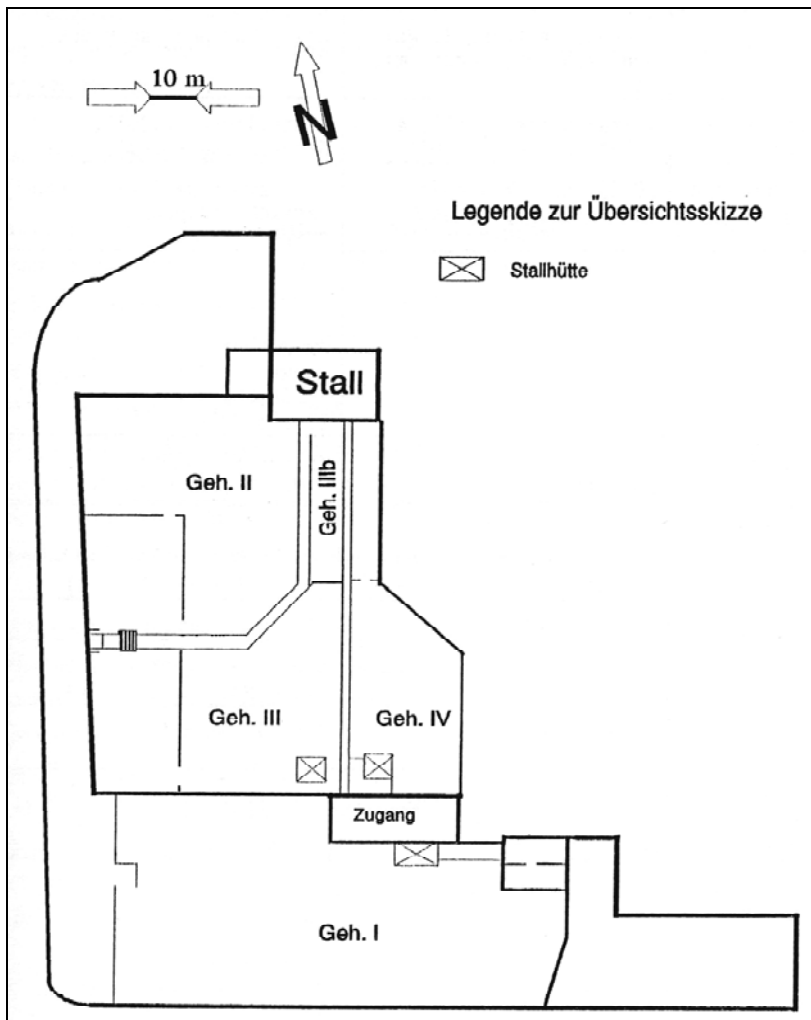 10 m
N
Legende zur Übersichtsskizze
Stallhütte
Stall
Geh. II
Geh. IIIb
Geh. III
Geh. IV
Zugang
Geh. I